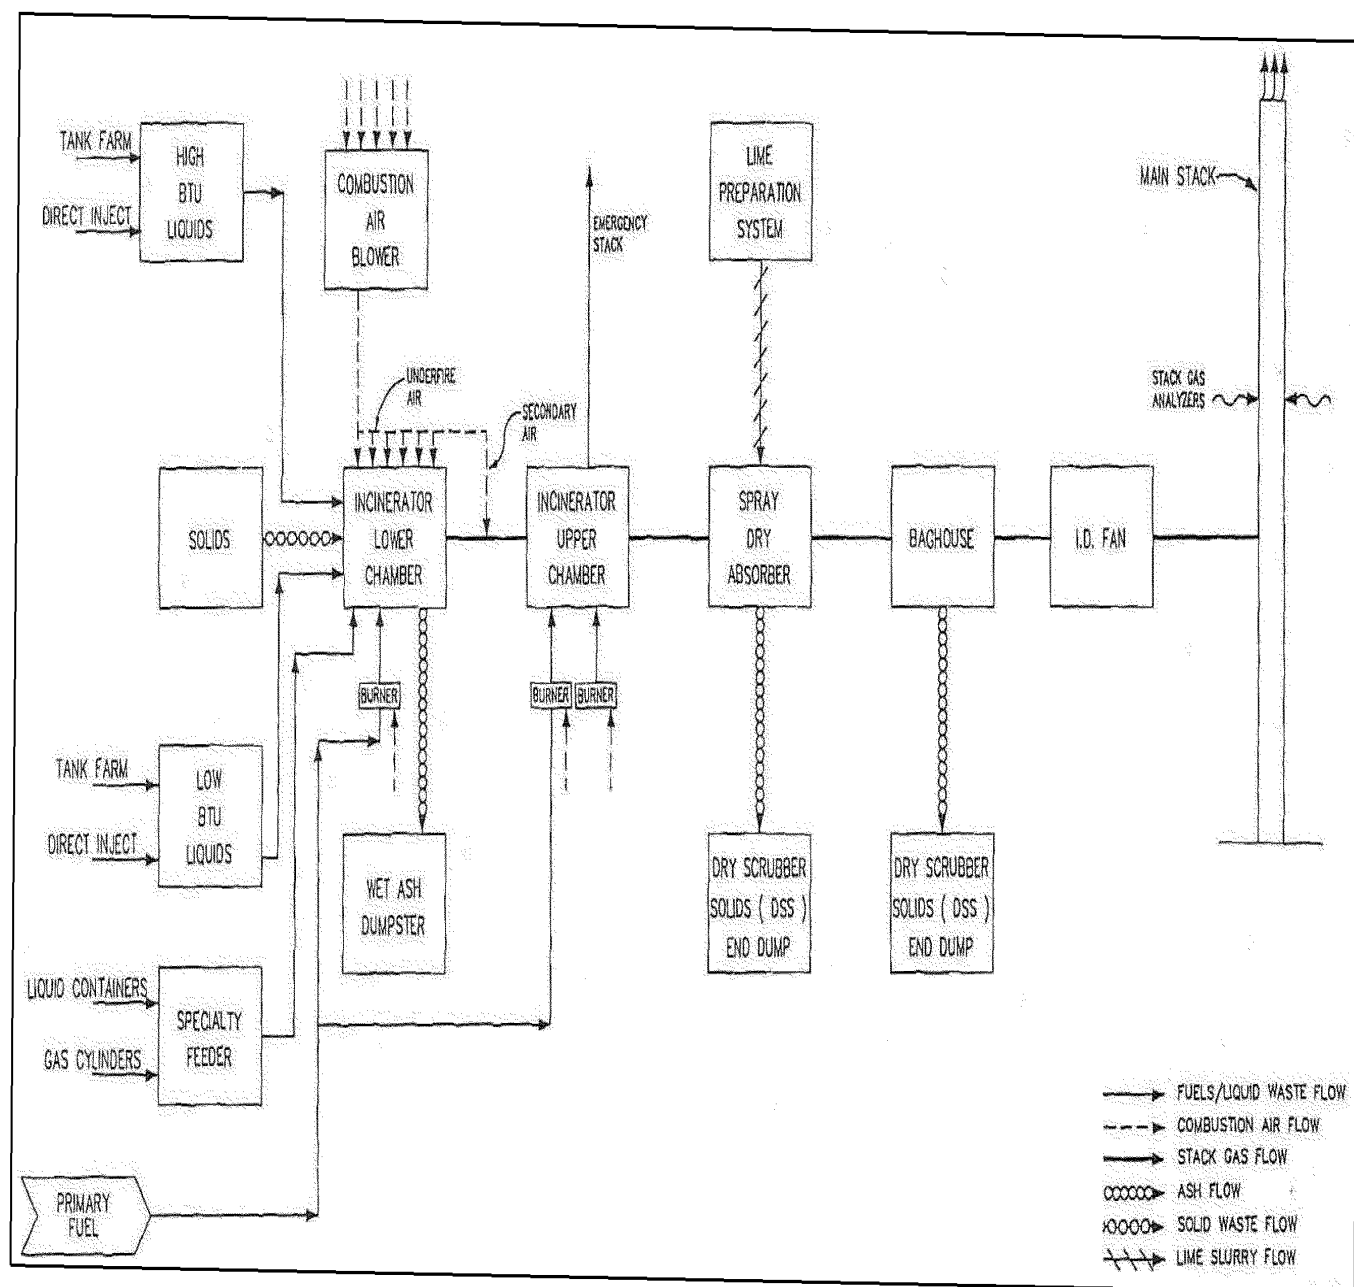 TANK FARM
DIRECT INJECT
HIGH
BTU
LIQUIDS
COMBUSTION
AIR
BLOWER
EMERGENCY
STACK
LIME
PREPARATION
SYSTEM
MAIN STACK
UNDERFIRE
AIR
SECONDARY
AIR
STACK GAS
ANALYZERS
SOLIDS
INCINERATOR
LOWER
CHAMBER
INCINERATOR
UPPER
CHAMBER
SPRAY
DRY
ABSORBER
BAGHOUSE
I.D. FAN
BURNER
BURNER
BURNER
TANK FARM
DIRECT INJECT
LOW
BTU
LIQUIDS
WET ASH
DUMPSTER
DRY SCRUBBER
SOLIDS ( DSS )
END DUMP
DRY SCRUBBER
SOLIDS ( DSS )
END DUMP
LIQUID CONTAINERS
GAS CYLINDERS
SPECIALTY
FEEDER
PRIMARY
FUEL
FUELS/LIQUID WASTE FLOW
COMBUSTION AIR FLOW
STACK GAS FLOW
ASH FLOW
SOLID WASTE FLOW
LIME SLURRY FLOW